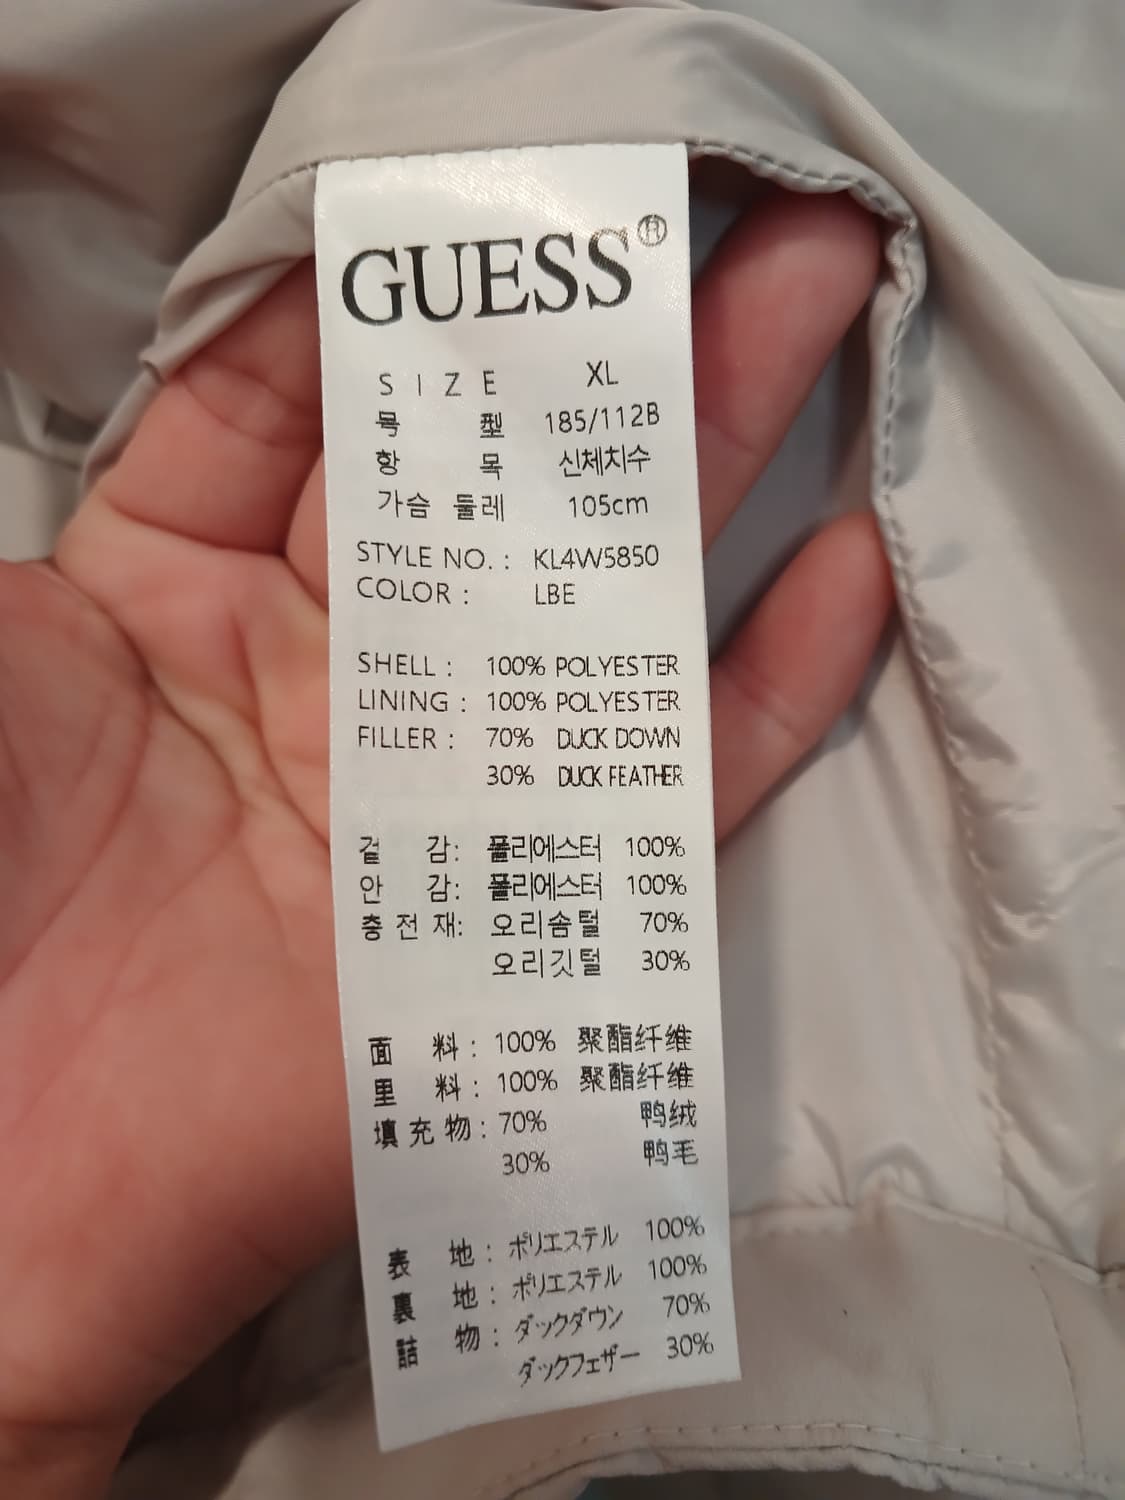 GUESS®
SIZE XL
号型 185/112B
항목 신체치수
가슴 둘레 105cm
STYLE NO. : KL4W5850
COLOR : LBE
SHELL : 100% POLYESTER
LINING : 100% POLYESTER
FILLER : 70% DUCK DOWN
30% DUCK FEATHER
겉감: 폴리에스터 100%
안감: 폴리에스터 100%
충전재: 오리솜털 70%
오리깃털 30%
面料: 100% 聚酯纤维
里料: 100% 聚酯纤维
填充物: 70% 鸭绒
30% 鸭毛
表地: ポリエステル 100%
裏地: ポリエステル 100%
詰物: ダックダウン 70%
ダックフェザー 30%